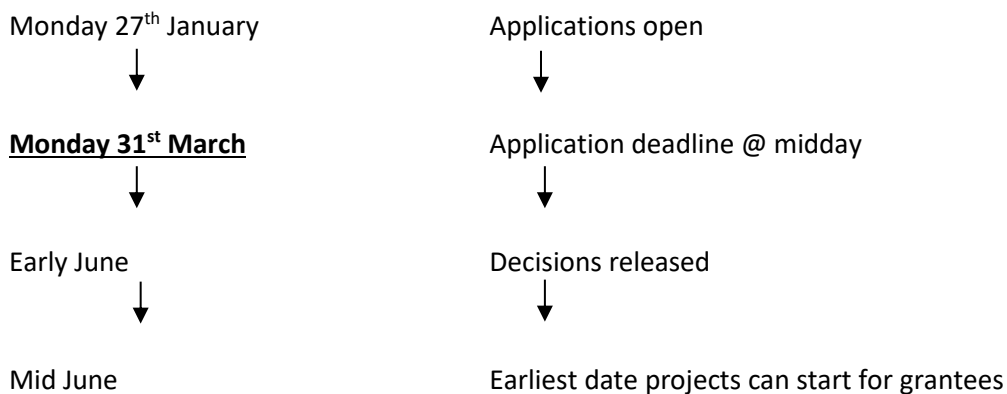 Monday 27th January Applications open
Monday 31st March Application deadline @ midday
Early June Decisions released
Mid June Earliest date projects can start for grantees